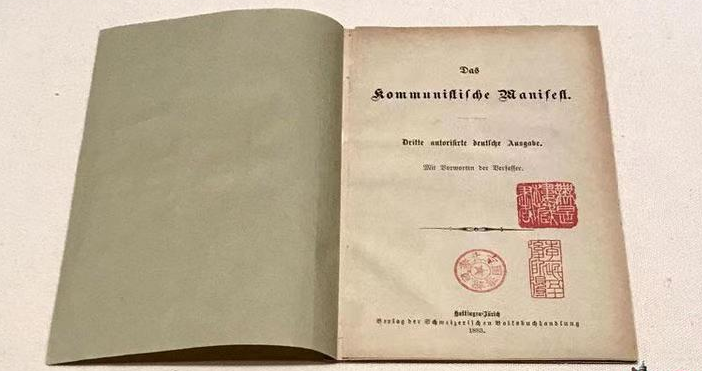 Das
Kommunistische Manifest.
Dritte autorisirte deutsche Ausgabe.
Mit Vorworten der Verfasser.
Hottingen-Zürich
Verlag der Schweizerischen Volksbuchhandlung
1883.